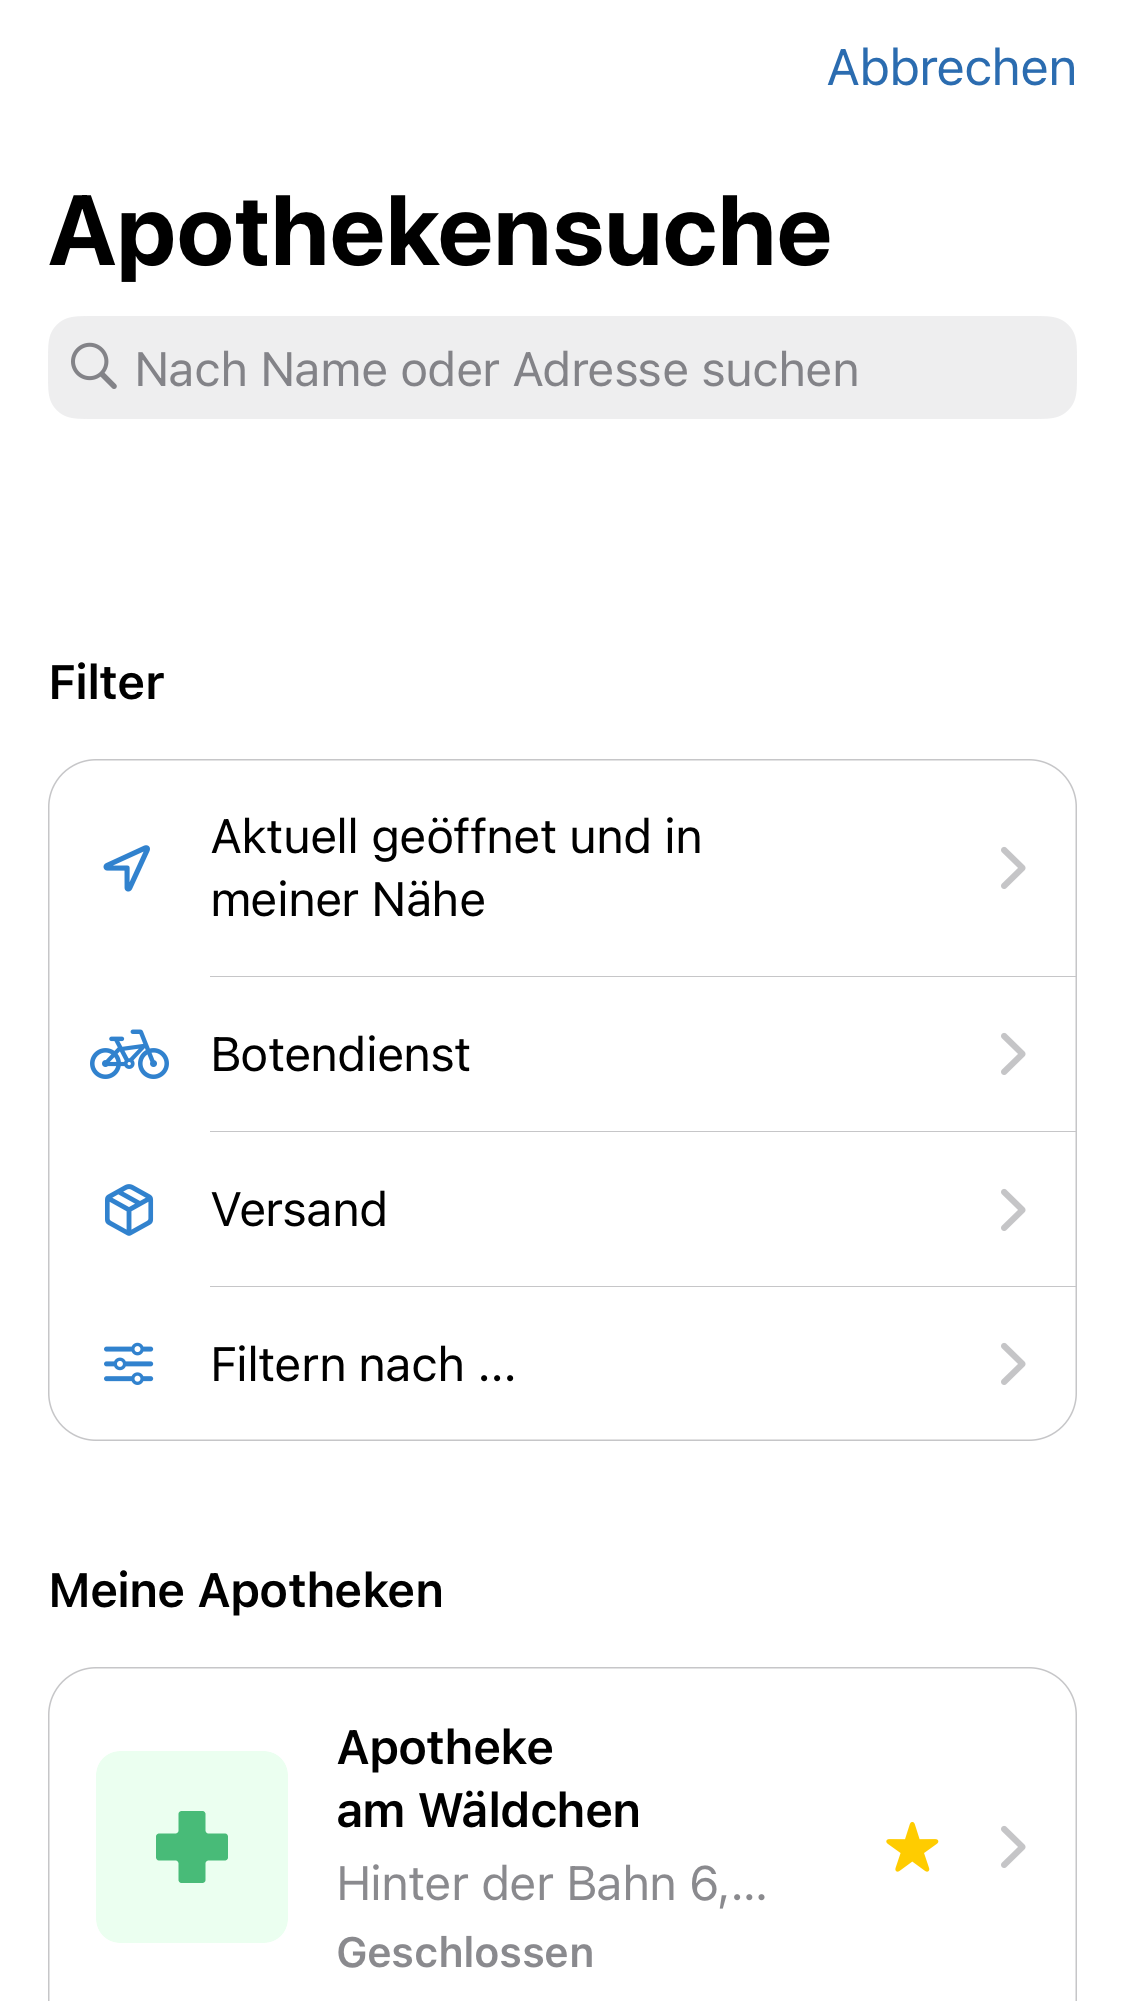 Abbrechen
Apothekensuche
Nach Name oder Adresse suchen
Filter
Aktuell geöffnet und in
meiner Nähe
Botendienst
Versand
Filtern nach ...
Meine Apotheken
Apotheke
am Wäldchen
Hinter der Bahn 6,...
Geschlossen